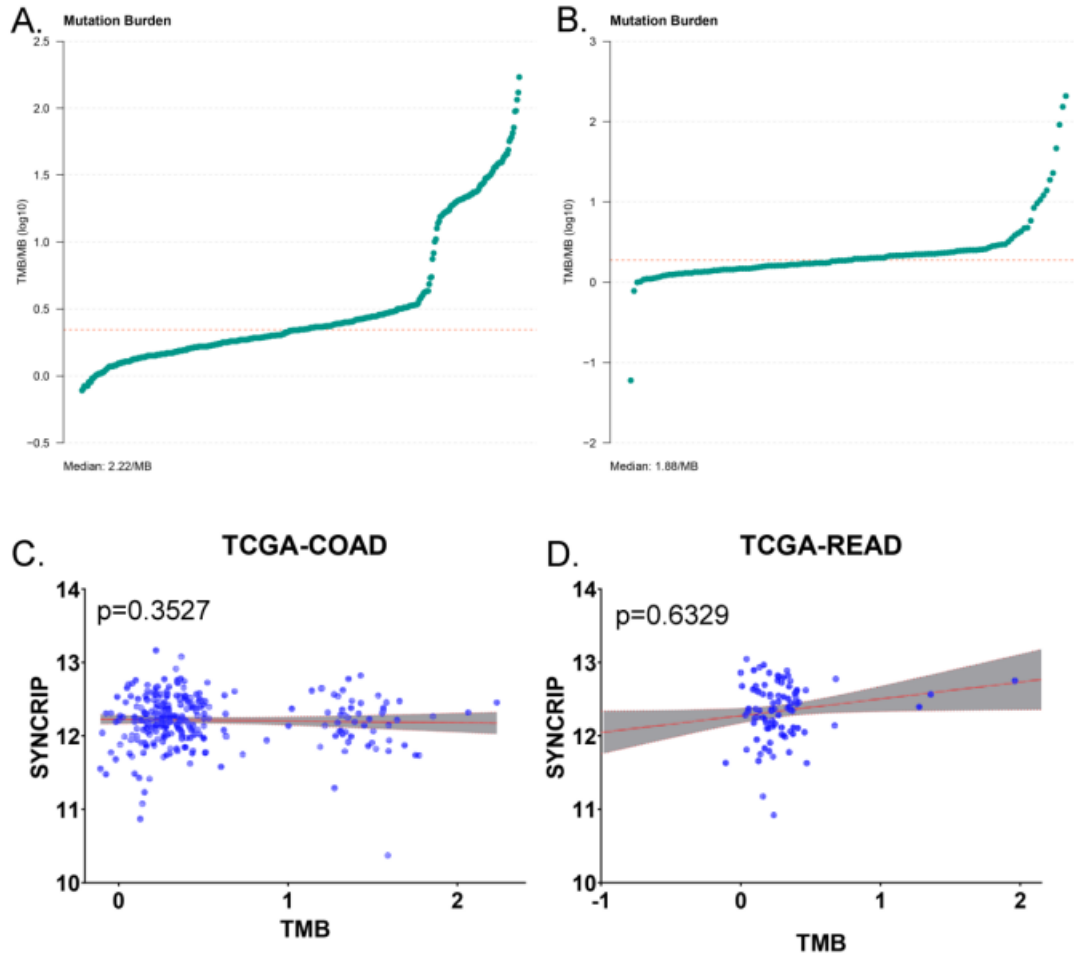 A.
Mutation Burden
2.5
2.0
1.5
1.0
0.5
0.0
−0.5
TMB/MB (log10)
Median: 2.22/MB
B.
Mutation Burden
3
2
1
0
−1
−2
TMB/MB (log10)
Median: 1.88/MB
C.
TCGA-COAD
p=0.3527
14
13
12
11
10
SYNCRIP
0 1 2
TMB
D.
TCGA-READ
p=0.6329
14
13
12
11
10
SYNCRIP
-1 0 1 2
TMB